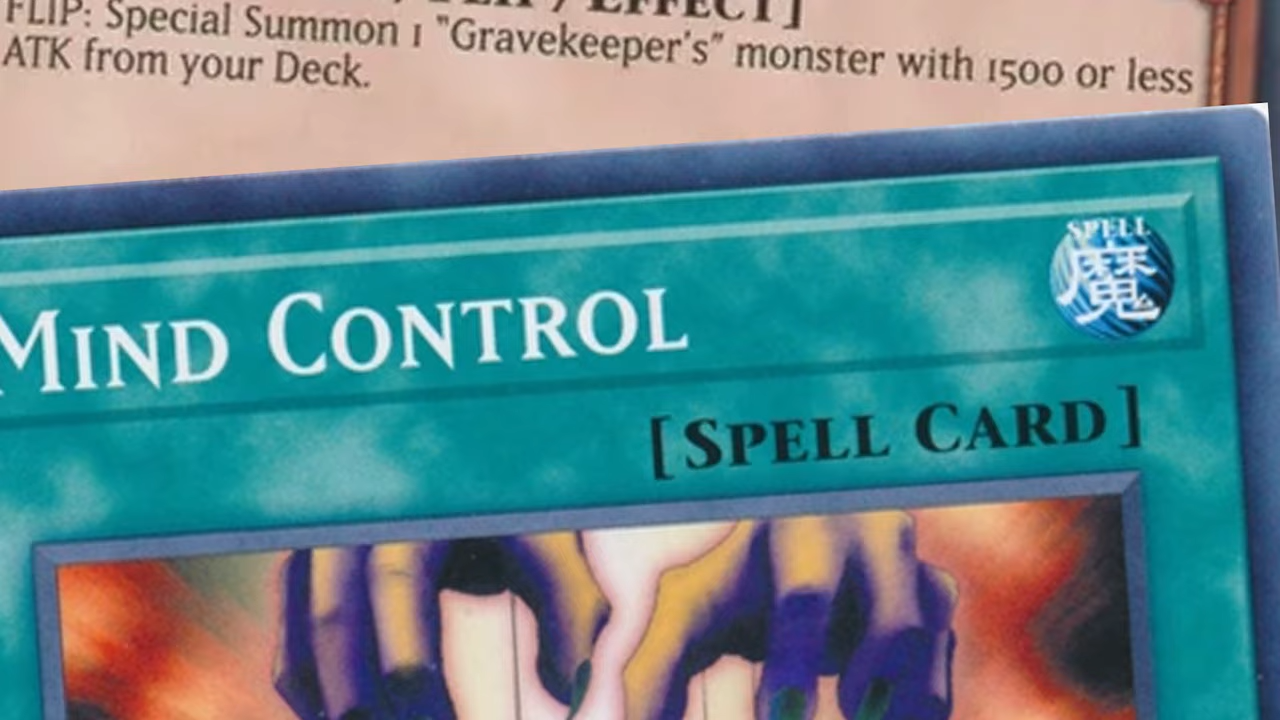 / EFFECT]
FLIP: Special Summon 1 "Gravekeeper's" monster with 1500 or less
ATK from your Deck.
MIND CONTROL
SPELL
魔
[SPELL CARD]